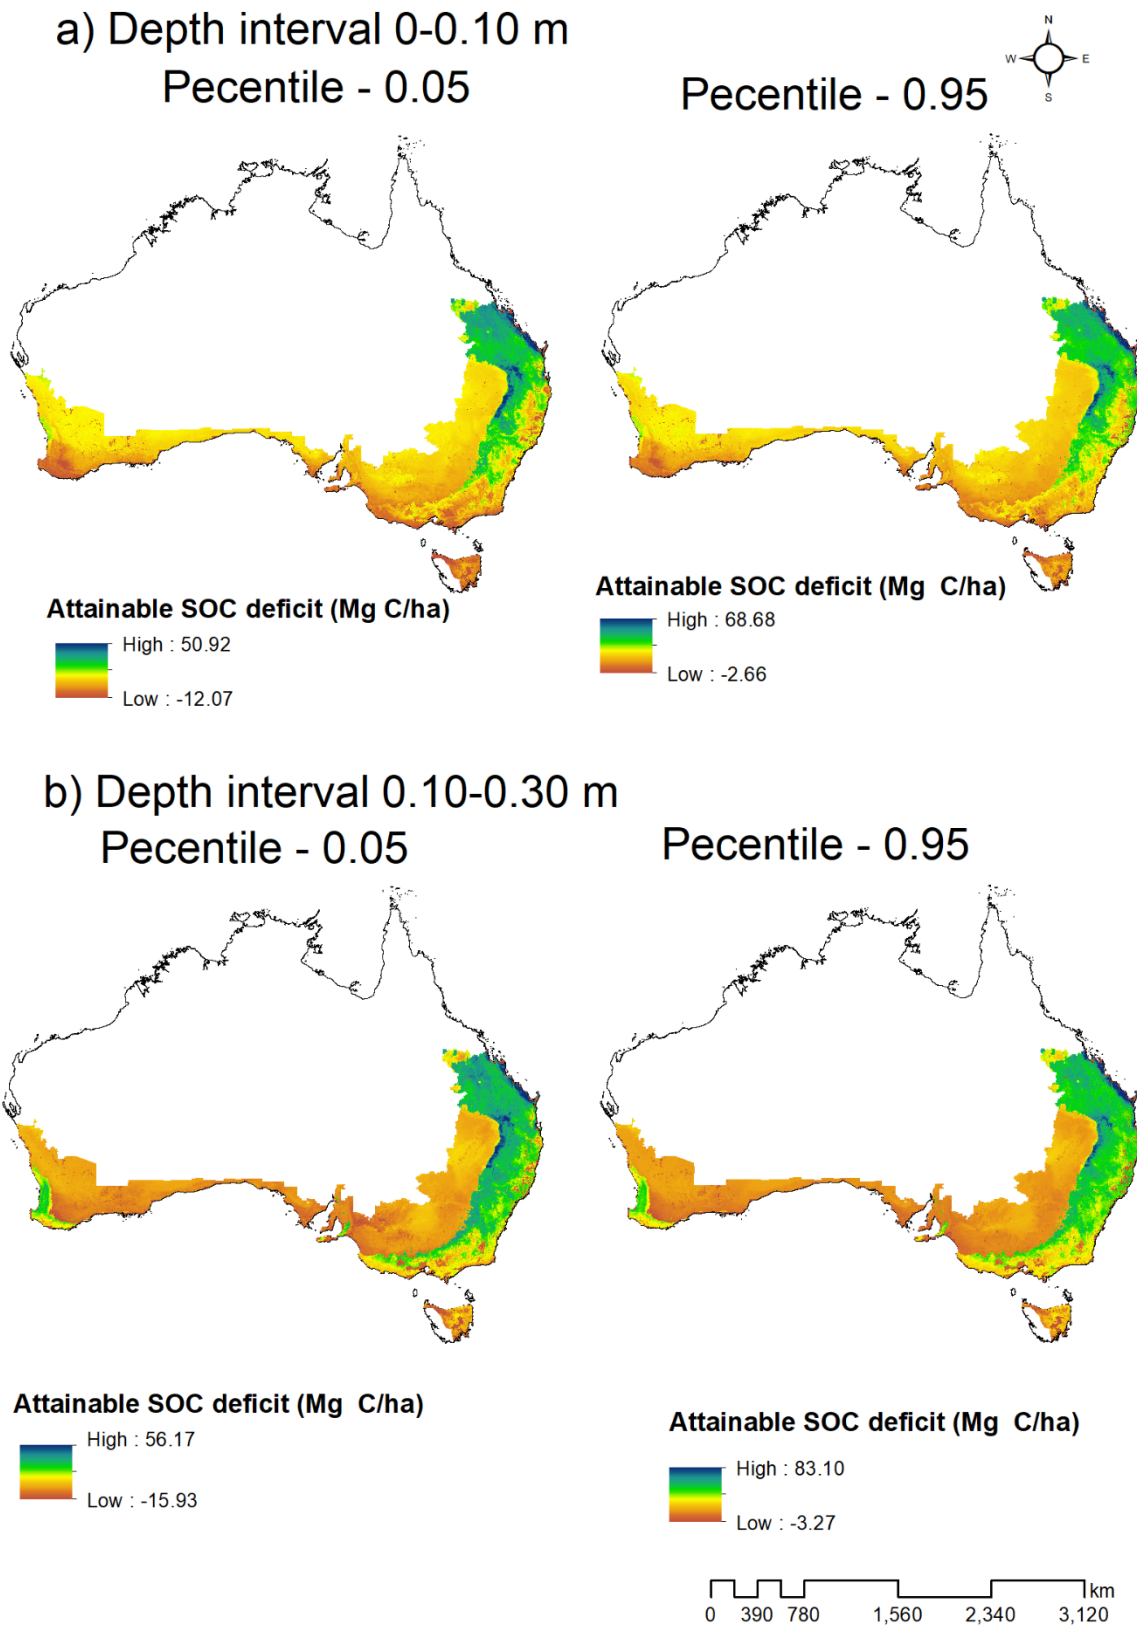 a) Depth interval 0-0.10 m
Pecentile - 0.05
Pecentile - 0.95
N
W E
S
Attainable SOC deficit (Mg C/ha)
High : 50.92
Low : -12.07
Attainable SOC deficit (Mg C/ha)
High : 68.68
Low : -2.66
b) Depth interval 0.10-0.30 m
Pecentile - 0.05
Pecentile - 0.95
Attainable SOC deficit (Mg C/ha)
High : 56.17
Low : -15.93
Attainable SOC deficit (Mg C/ha)
High : 83.10
Low : -3.27
km
0 390 780 1,560 2,340 3,120